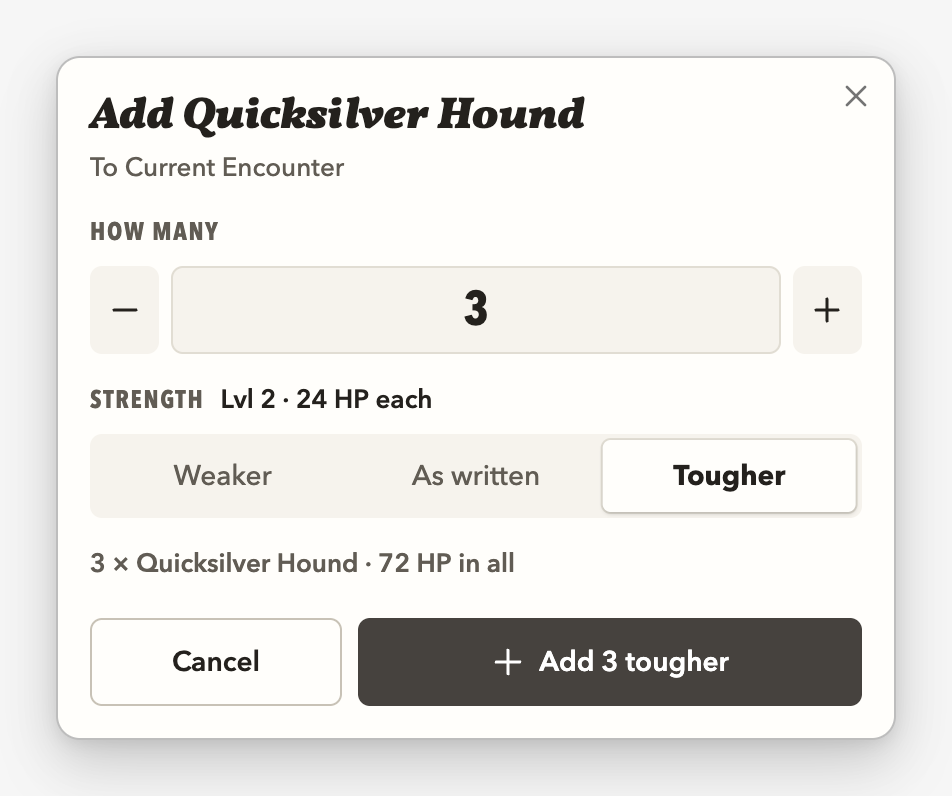 Add Quicksilver Hound
To Current Encounter
HOW MANY
3
STRENGTH Lvl 2 · 24 HP each
Weaker As written Tougher
3 × Quicksilver Hound · 72 HP in all
Cancel + Add 3 tougher